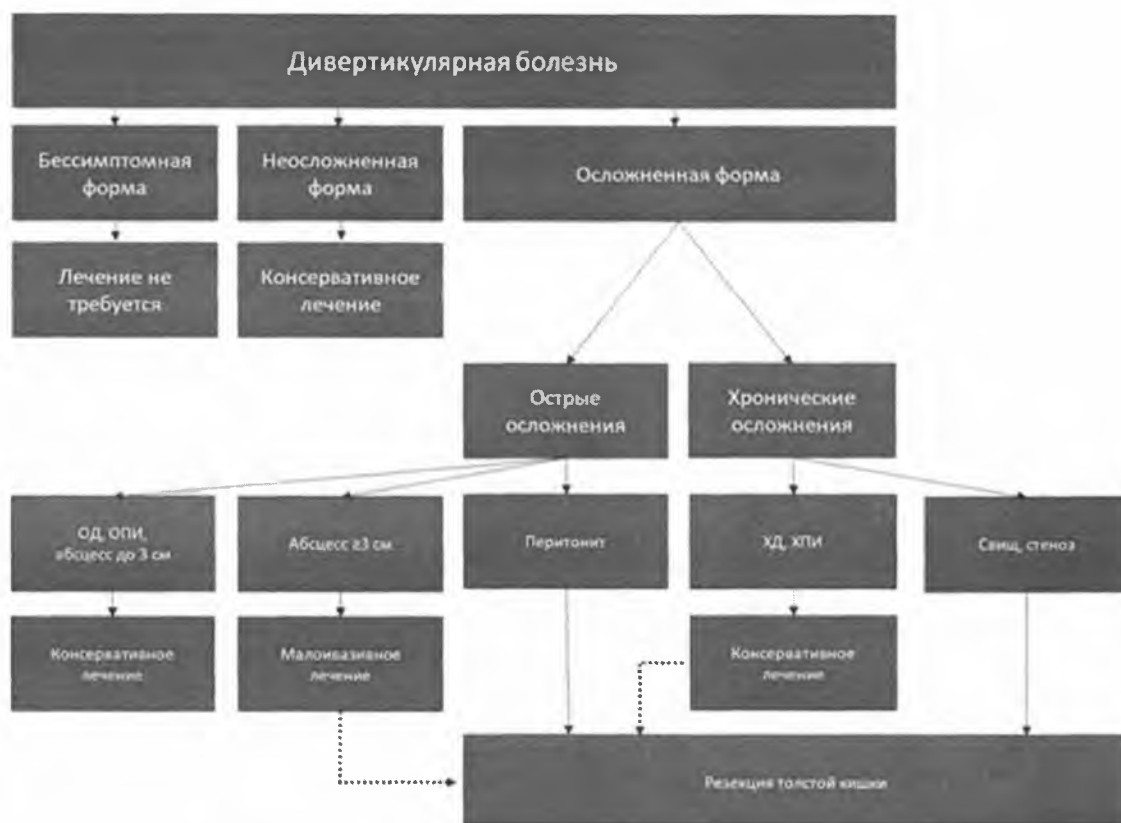 Дивертикулярная болезнь
Бессимптомная
форма
Неосложненная
форма
Осложненная форма
Лечение не
требуется
Консервативное
лечение
Острые
осложнения
Хронические
осложнения
ОД, ОПИ,
абсцесс до 3 см
Абсцесс ≥3 см
Перитонит
ХД, ХПИ
Свищ, стеноз
Консервативное
лечение
Малоивазивное
лечение
Консервативное
лечение
Резекция толстой кишки